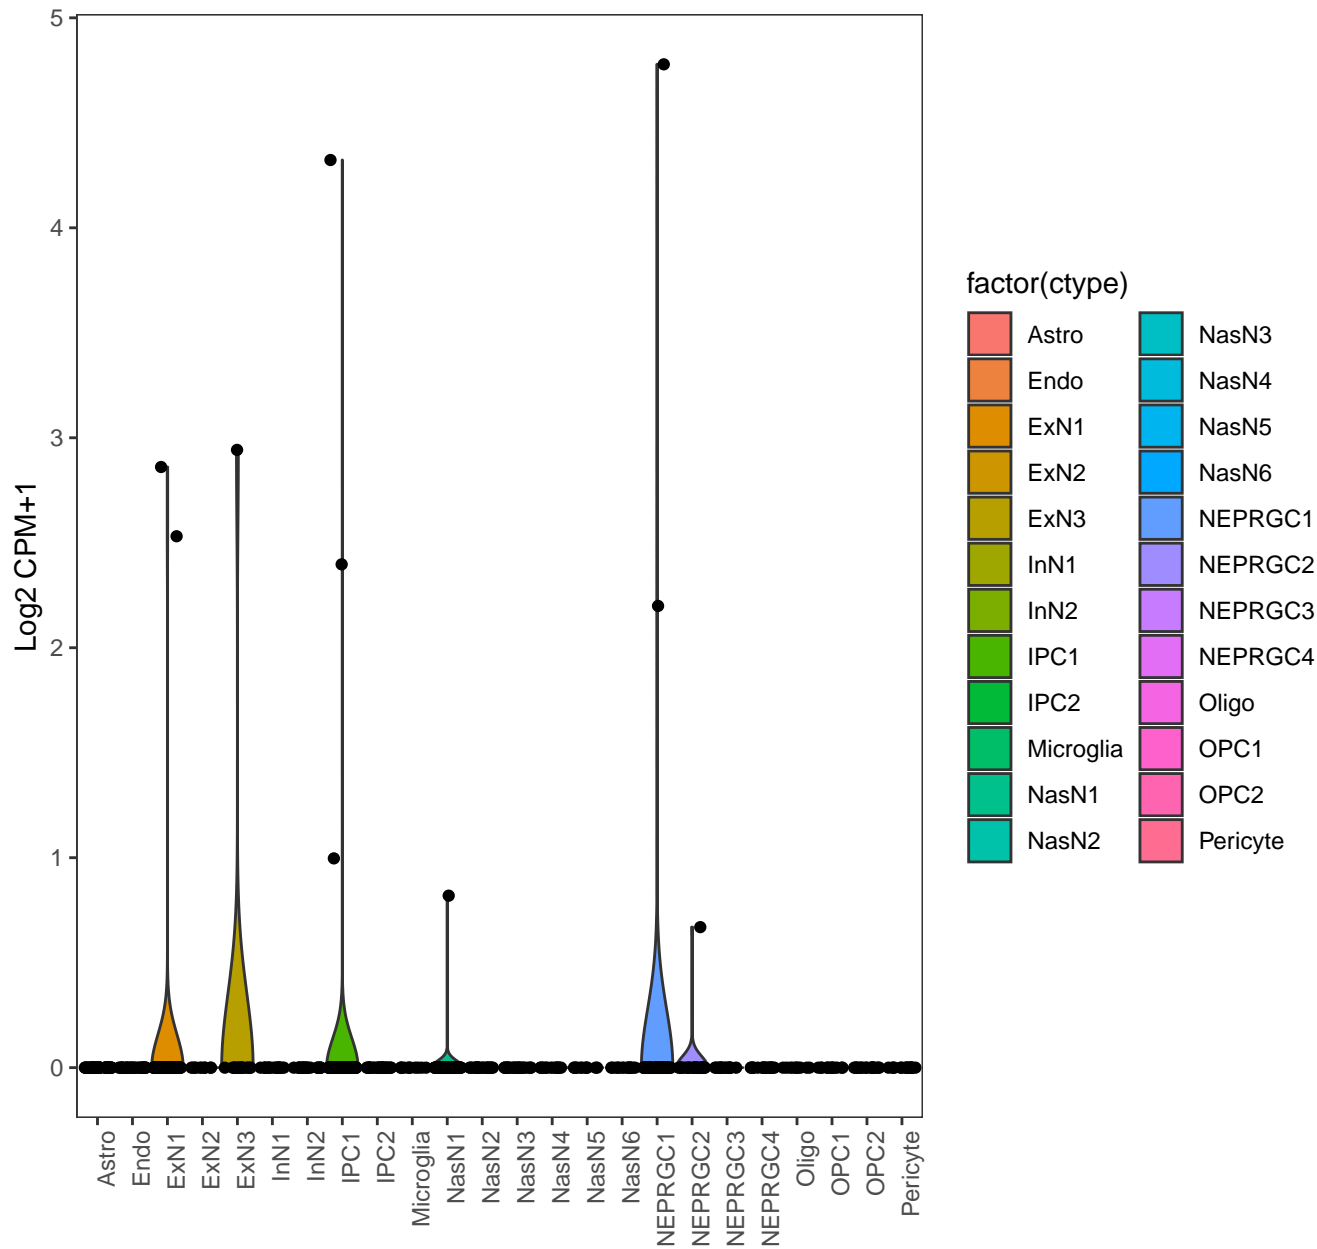 5
4
3
2
1
0
Log2 CPM+1
Astro
Endo
ExN1
ExN2
ExN3
InN1
InN2
IPC1
IPC2
Microglia
NasN1
NasN2
NasN3
NasN4
NasN5
NasN6
NEPRGC1
NEPRGC2
NEPRGC3
NEPRGC4
Oligo
OPC1
OPC2
Pericyte
factor(ctype)
Astro
Endo
ExN1
ExN2
ExN3
InN1
InN2
IPC1
IPC2
Microglia
NasN1
NasN2
NasN3
NasN4
NasN5
NasN6
NEPRGC1
NEPRGC2
NEPRGC3
NEPRGC4
Oligo
OPC1
OPC2
Pericyte